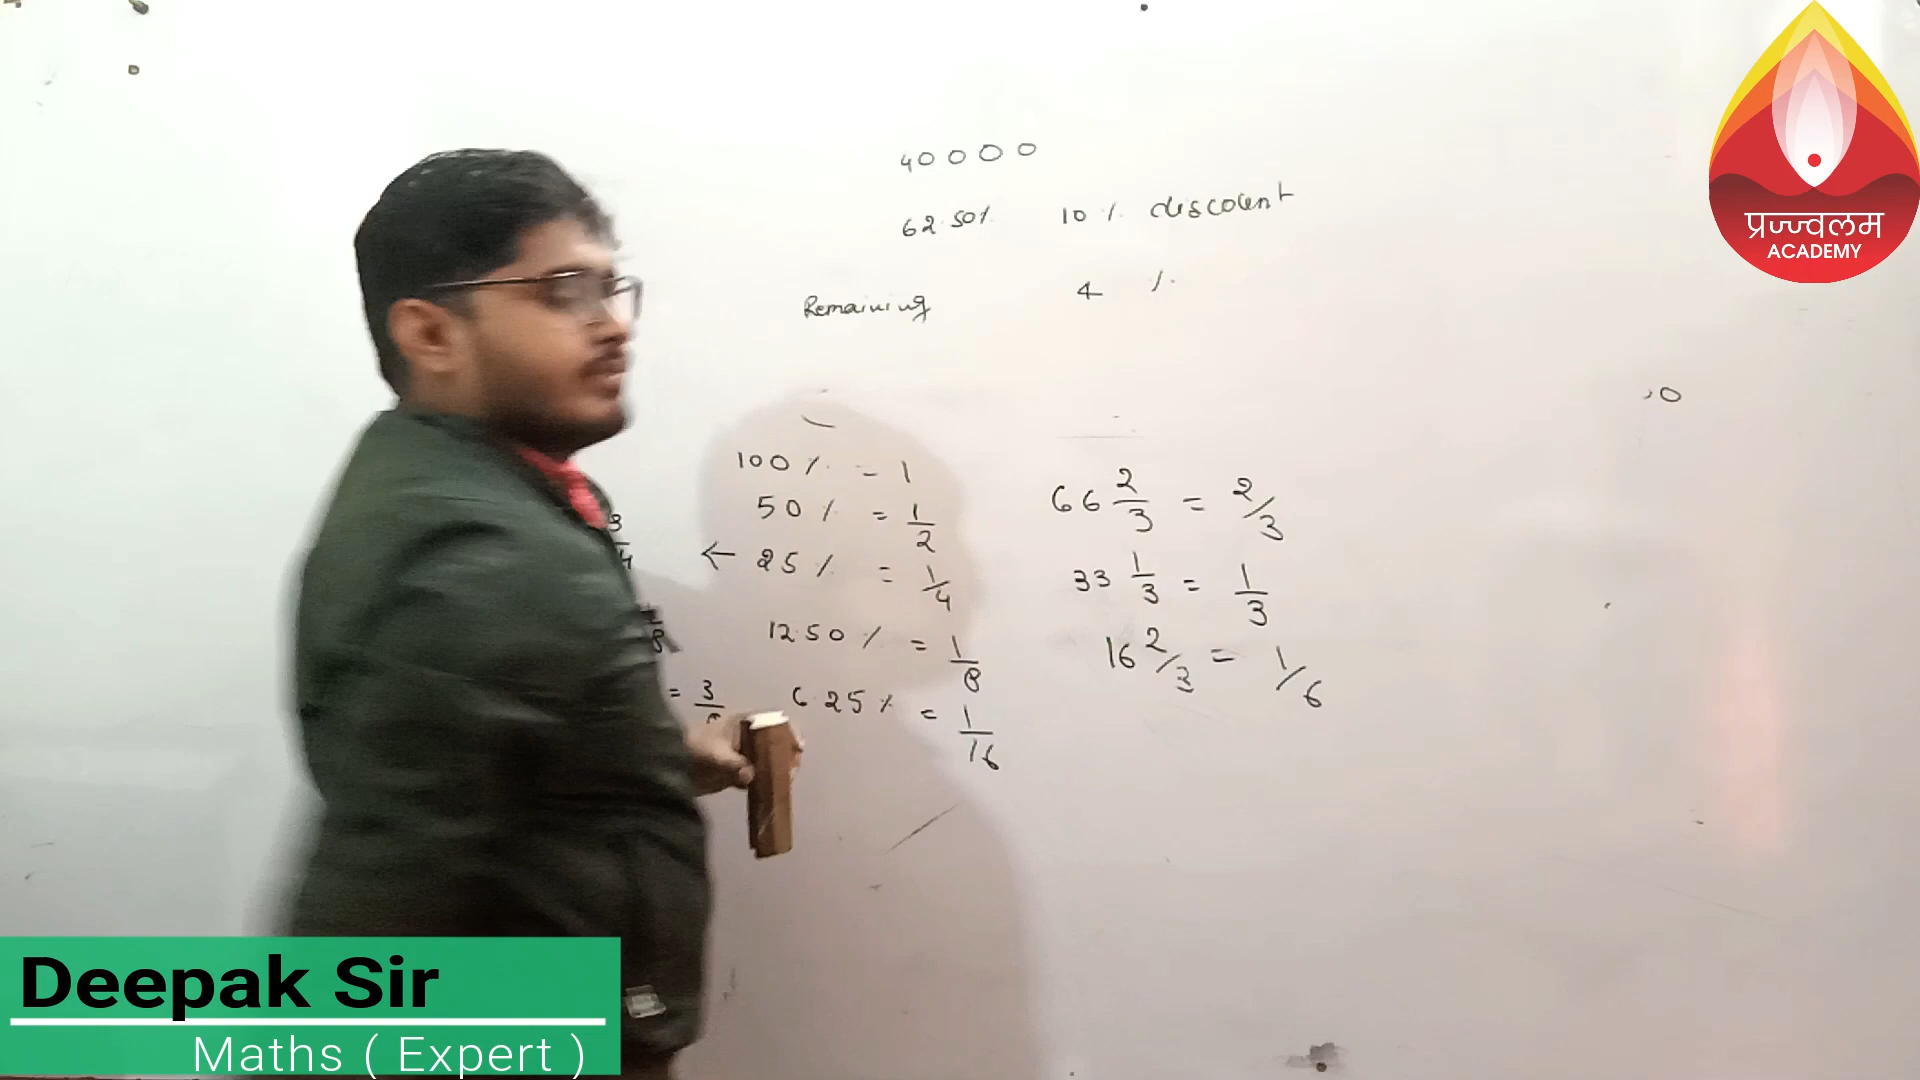 40000
62.50% 10 % discount
Remaining 4 %
100 % = 1
50 % = 1/2
← 25 % = 1/4
12.50 % = 1/8
= 3/ 6.25 % = 1/16
66 2/3 = 2/3
33 1/3 = 1/3
16 2/3 = 1/6
प्रज्ज्वलम
ACADEMY
Deepak Sir
Maths ( Expert )